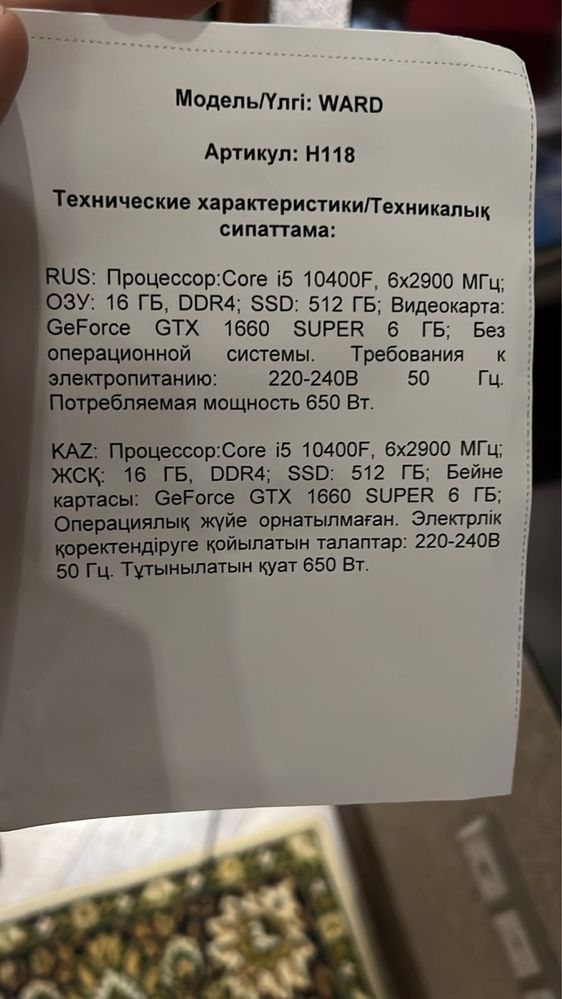 Модель/Үлгі: WARD
Артикул: H118
Технические характеристики/Техникалық
сипаттама:
RUS: Процессор:Core i5 10400F, 6x2900 МГц;
ОЗУ: 16 ГБ, DDR4; SSD: 512 ГБ; Видеокарта:
GeForce GTX 1660 SUPER 6 ГБ; Без
операционной системы. Требования к
электропитанию: 220-240В 50 Гц.
Потребляемая мощность 650 Вт.
KAZ: Процессор:Core i5 10400F, 6x2900 МГц;
ЖСҚ: 16 ГБ, DDR4; SSD: 512 ГБ; Бейне
картасы: GeForce GTX 1660 SUPER 6 ГБ;
Операциялық жүйе орнатылмаған. Электрлік
қоректендіруге қойылатын талаптар: 220-240В
50 Гц. Тұтынылатын қуат 650 Вт.